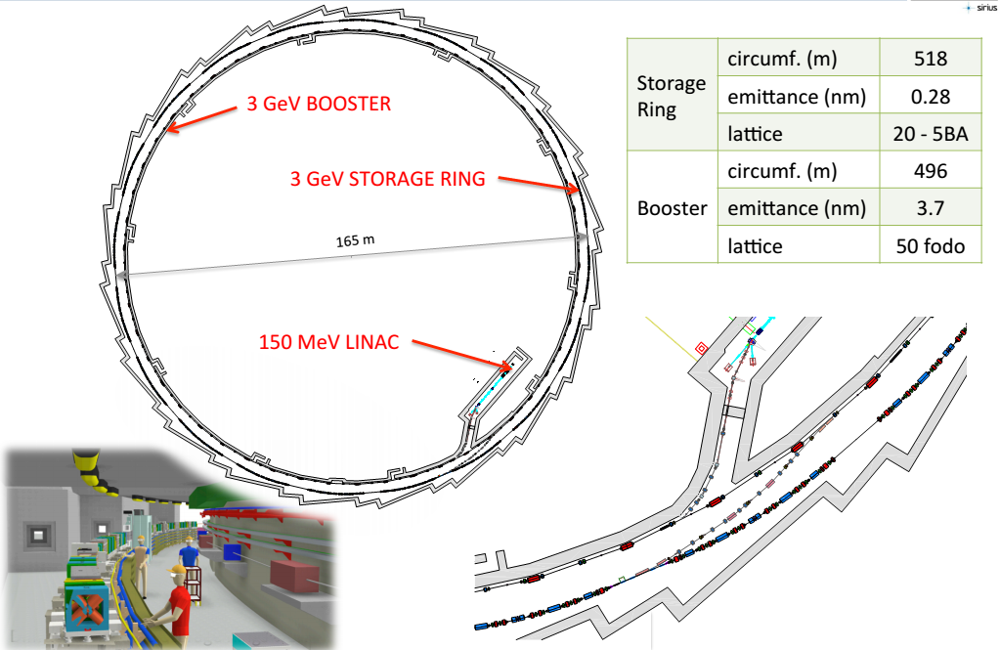 sirius
3 GeV BOOSTER
3 GeV STORAGE RING
165 m
150 MeV LINAC
Storage Ring
circumf. (m) 518
emittance (nm) 0.28
lattice 20 - 5BA
Booster
circumf. (m) 496
emittance (nm) 3.7
lattice 50 fodo